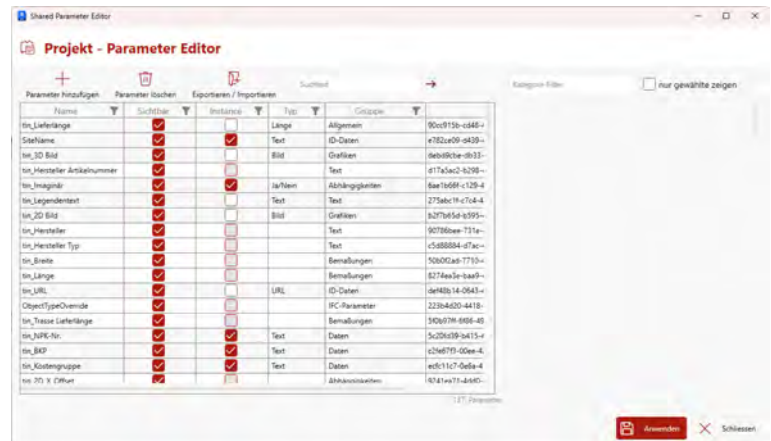 Shared Parameter Editor
Projekt - Parameter Editor
Parameter hinzufügen Parameter löschen Exportieren / Importieren Suchtext Kategorie Filter nur gewählte zeigen
Name Sichtbar Instance Typ Gruppe
tin_Lieferlänge Länge Allgemein
SiteName Text ID-Daten
tin_3D Bild Bild Grafiken
tin_Hersteller Artikelnummer Text
tin_Imaginär Ja/Nein Abhängigkeiten
tin_Legendentext Text Text
tin_2D Bild Bild Grafiken
tin_Hersteller Text
tin_Hersteller Typ Text
tin_Breite Bemaßungen
tin_Länge Bemaßungen
tin_URL URL ID-Daten
ObjectTypeOverride IFC-Parameter
tin_Trasse Lieferlänge Bemaßungen
tin_NPK-Nr. Text Daten
tin_BKP Text Daten
tin_Kostengruppe Text Daten
tin_2D_X_Offset Abhängigkeiten
Parameter
Anwenden Schliessen